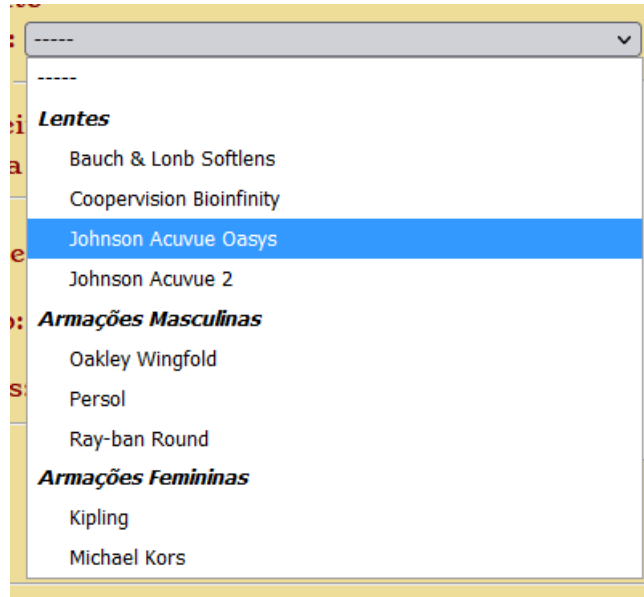 -----
-----
Lentes
Bauch & Lonb Softlens
Coopervision Bioinfinity
Johnson Acuvue Oasys
Johnson Acuvue 2
Armações Masculinas
Oakley Wingfold
Persol
Ray-ban Round
Armações Femininas
Kipling
Michael Kors